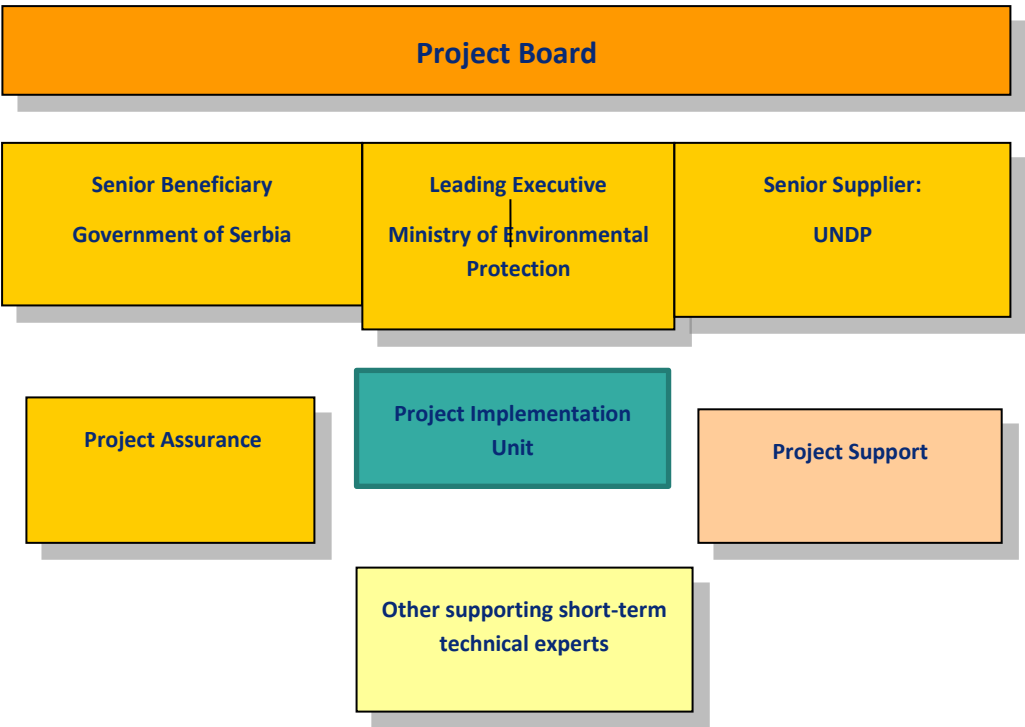 Project Board
Senior Beneficiary
Government of Serbia
Leading Executive
Ministry of Environmental
Protection
Senior Supplier:
UNDP
Project Assurance
Project Implementation
Unit
Project Support
Other supporting short-term
technical experts